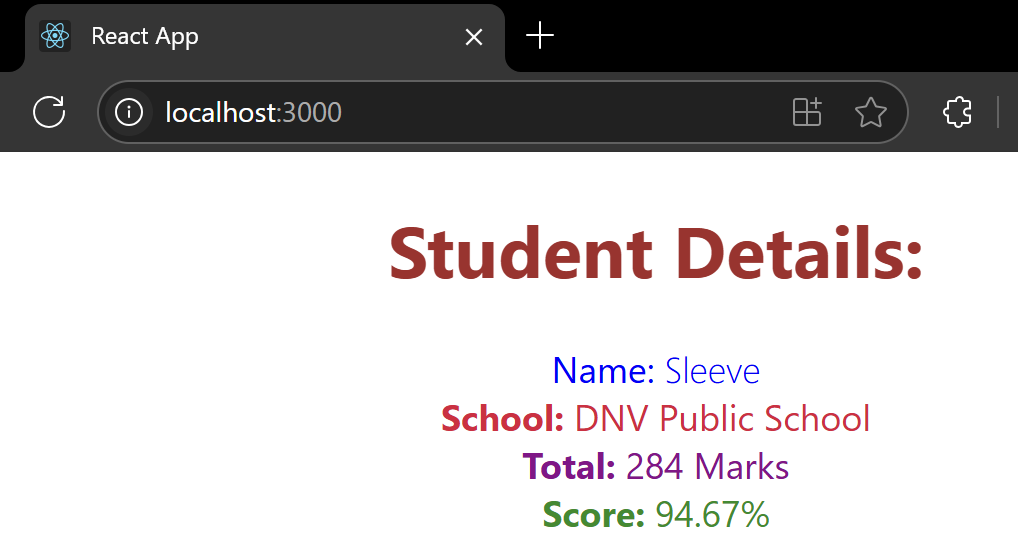 React App
localhost:3000
Student Details:
Name: Sleeve
School: DNV Public School
Total: 284 Marks
Score: 94.67%